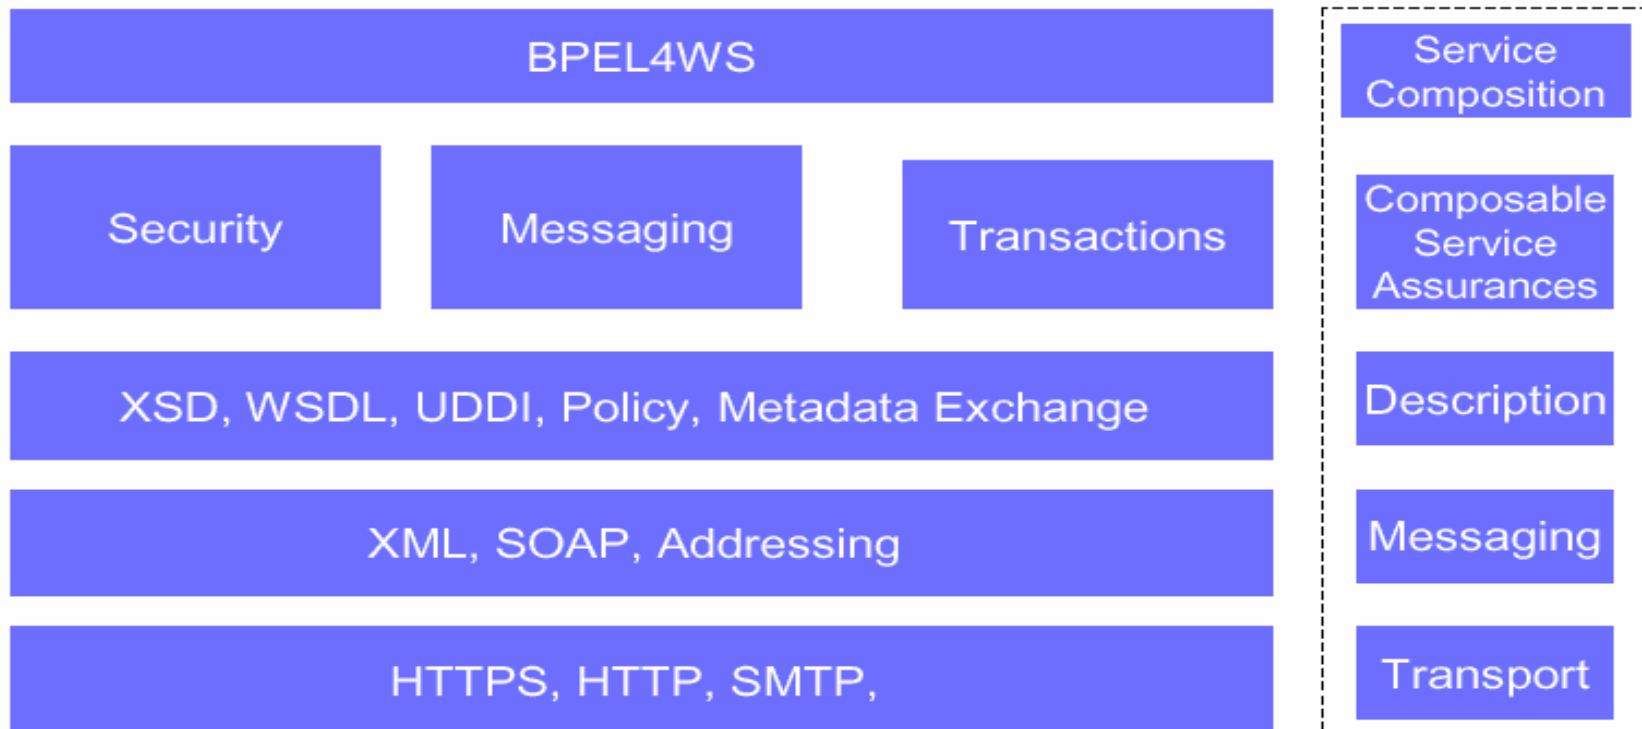 BPEL4WS
Service
Composition
Security
Messaging
Transactions
Composable
Service
Assurances
XSD, WSDL, UDDI, Policy, Metadata Exchange
Description
XML, SOAP, Addressing
Messaging
HTTPS, HTTP, SMTP,
Transport